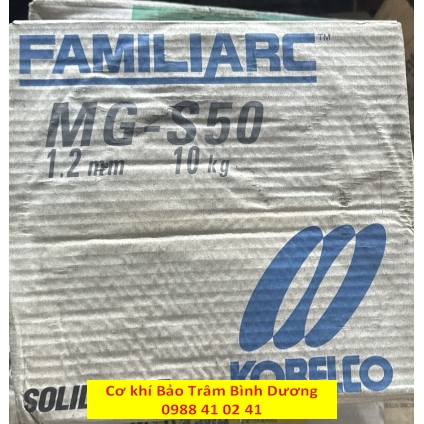 FAMILIARC™
MG-S50
1.2 mm 10 kg
KOBELCO
SOLID
Cơ khí Bảo Trâm Bình Dương
0988 41 02 41